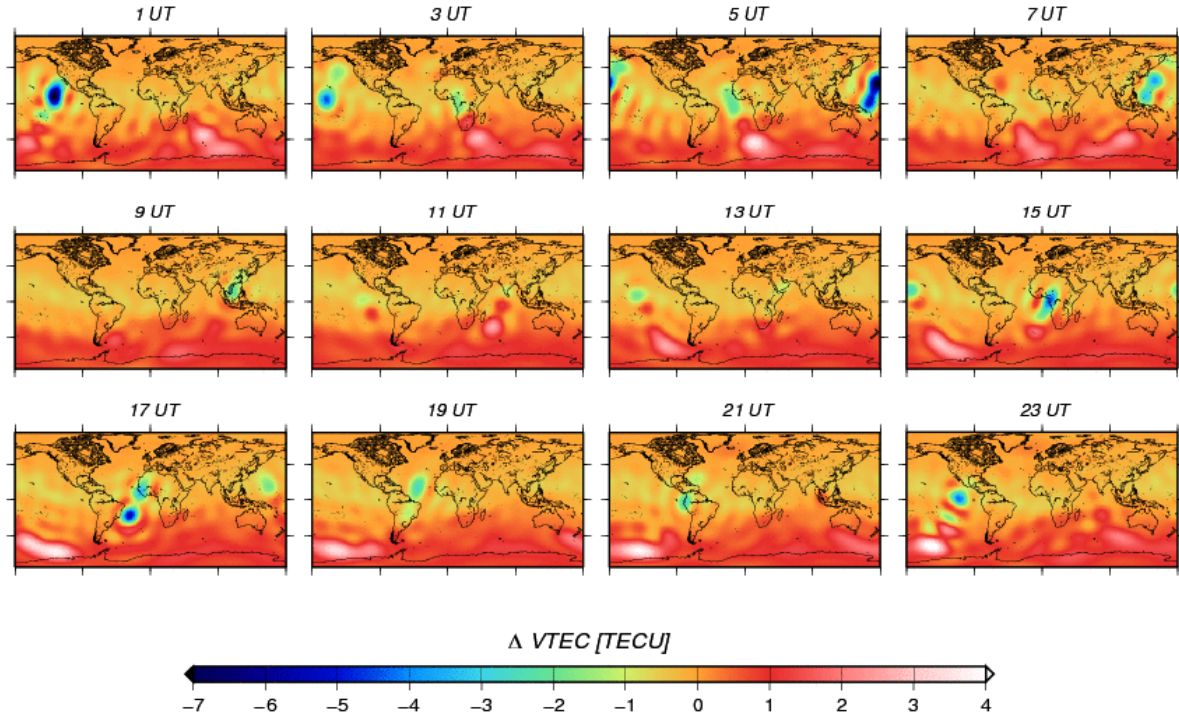 1 UT 3 UT 5 UT 7 UT
9 UT 11 UT 13 UT 15 UT
17 UT 19 UT 21 UT 23 UT
Δ VTEC [TECU]
−7 −6 −5 −4 −3 −2 −1 0 1 2 3 4